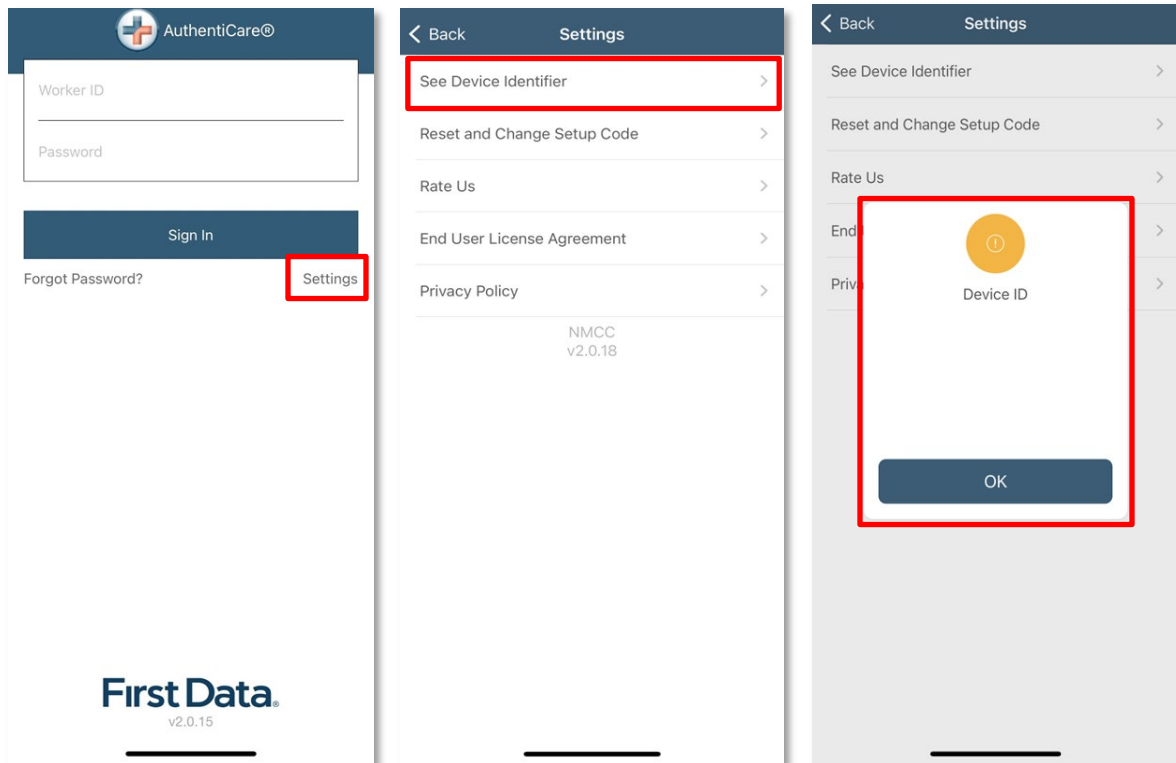 AuthentiCare®
Worker ID
Password
Sign In
Forgot Password? Settings
First Data®
v2.0.15
Back Settings
See Device Identifier
Reset and Change Setup Code
Rate Us
End User License Agreement
Privacy Policy
NMCC
v2.0.18
Back Settings
See Device Identifier
Reset and Change Setup Code
Rate Us
End
Priva
Device ID
OK